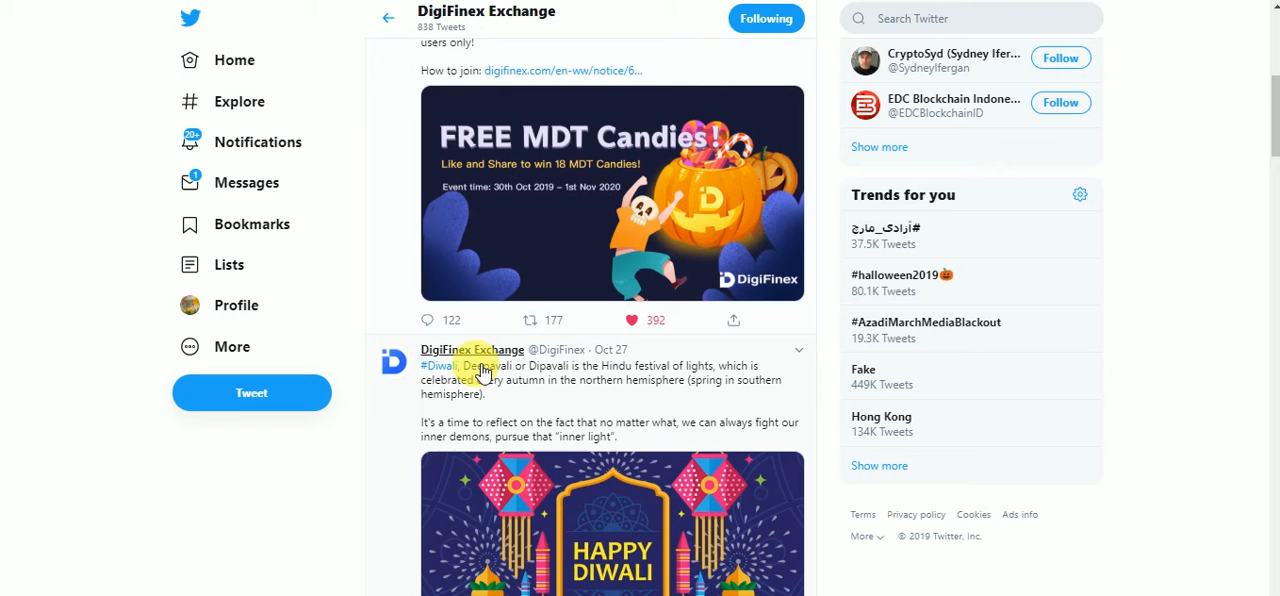 Home
Explore
20+
Notifications
1
Messages
Bookmarks
Lists
Profile
More
Tweet
DigiFinex Exchange
838 Tweets
Following
users only!
How to join: digifinex.com/en-ww/notice/6...
FREE MDT Candies!
Like and Share to win 18 MDT Candies!
Event time: 30th Oct 2019 – 1st Nov 2020
DigiFinex
122
177
392
DigiFinex Exchange @DigiFinex · Oct 27
#Diwali, Deepavali or Dipavali is the Hindu festival of lights, which is
celebrated every autumn in the northern hemisphere (spring in southern
hemisphere).
It's a time to reflect on the fact that no matter what, we can always fight our
inner demons, pursue that "inner light".
HAPPY
DIWALI
Search Twitter
CryptoSyd (Sydney Ifer...
@SydneyIfergan
Follow
EDC Blockchain Indone...
@EDCBlockchainID
Follow
Show more
Trends for you
#آزادی_مارچ
37.5K Tweets
#halloween2019🎃
80.1K Tweets
#AzadiMarchMediaBlackout
19.3K Tweets
Fake
449K Tweets
Hong Kong
134K Tweets
Show more
Terms Privacy policy Cookies Ads info
More © 2019 Twitter, Inc.